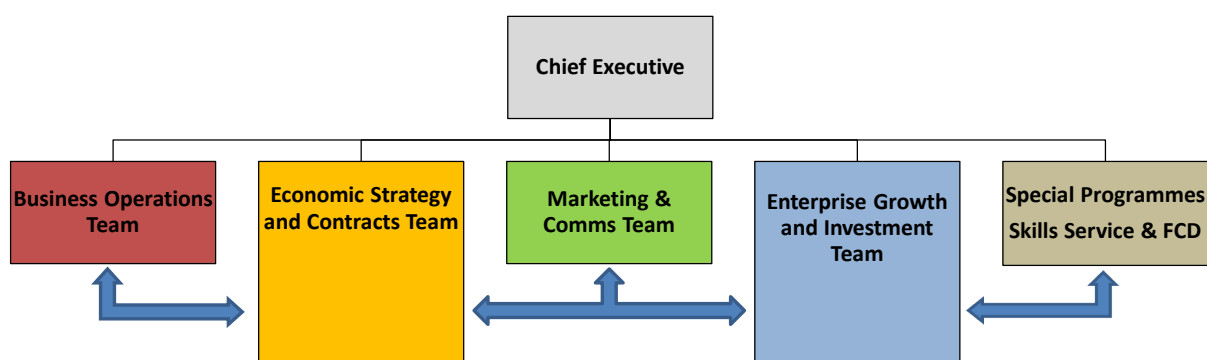 Chief Executive
Business Operations
Team
Economic Strategy
and Contracts Team
Marketing &
Comms Team
Enterprise Growth
and Investment
Team
Special Programmes
Skills Service & FCD